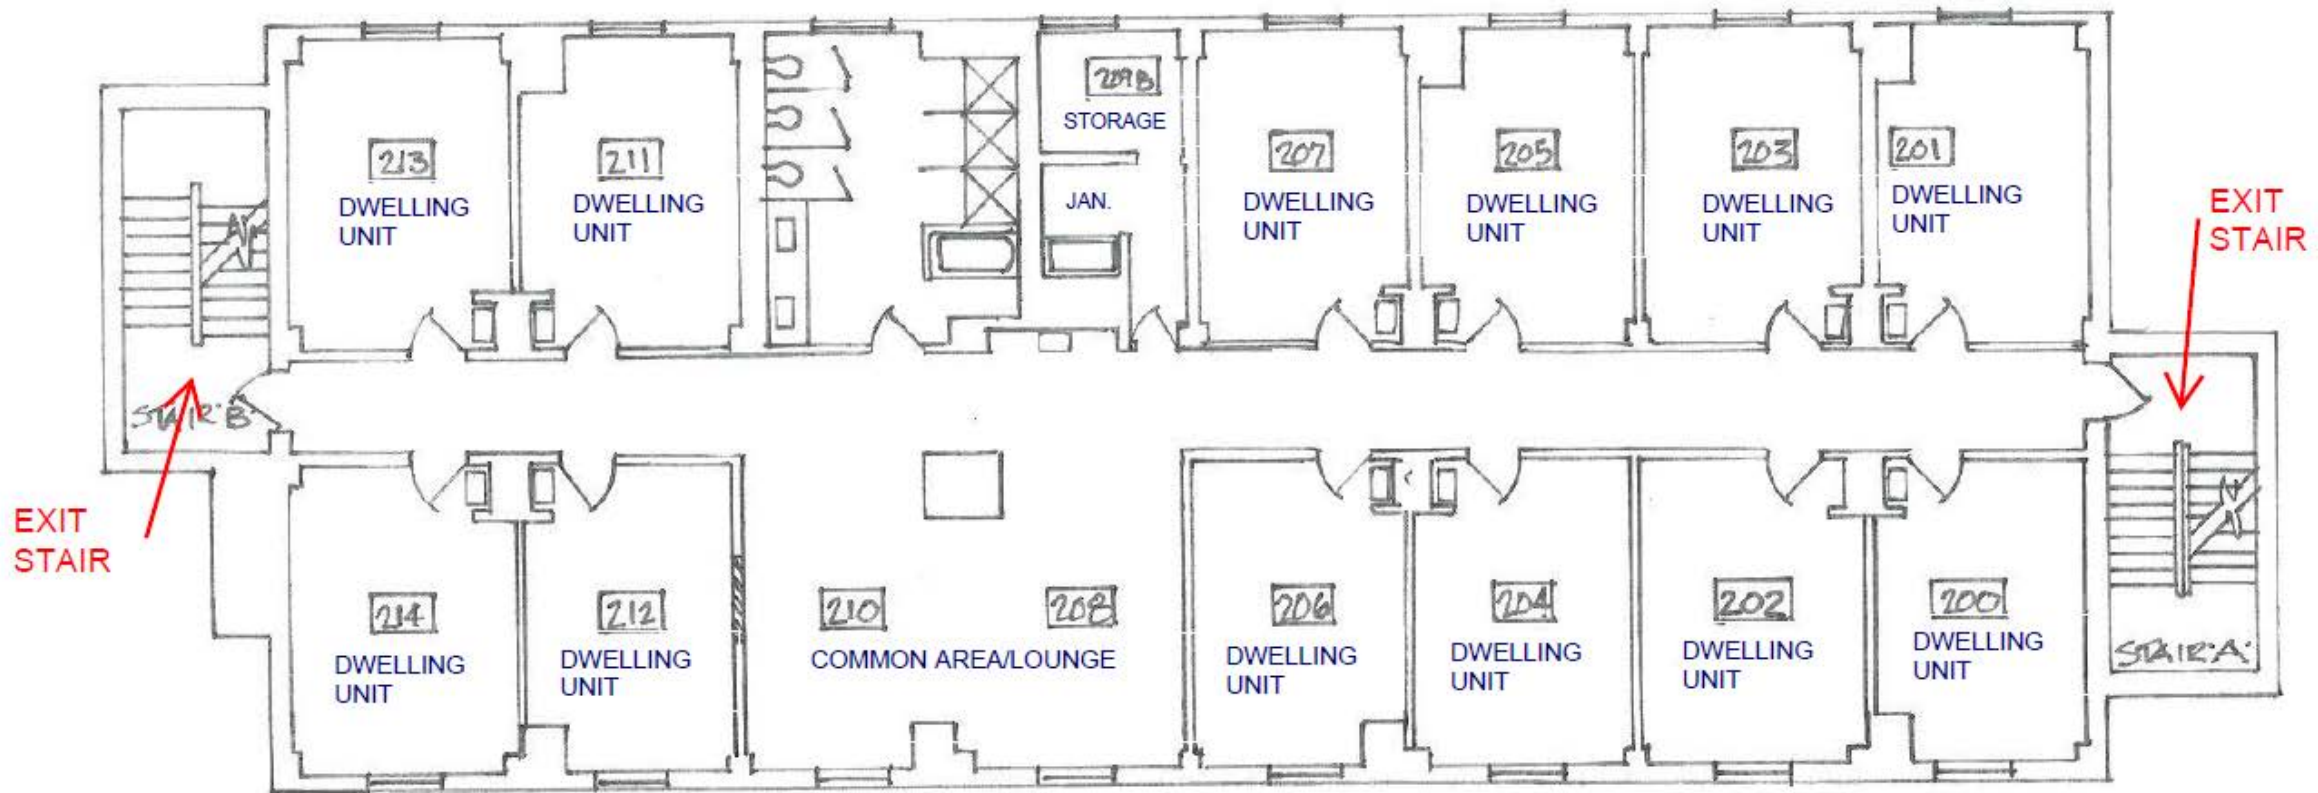 209B
STORAGE
213
211
207
205
203
201
DWELLING
UNIT
DWELLING
UNIT
JAN.
DWELLING
UNIT
DWELLING
UNIT
DWELLING
UNIT
DWELLING
UNIT
EXIT
STAIR
STAIR "B"
EXIT
STAIR
214
212
210
208
206
204
202
200
DWELLING
UNIT
DWELLING
UNIT
COMMON AREA/LOUNGE
DWELLING
UNIT
DWELLING
UNIT
DWELLING
UNIT
DWELLING
UNIT
STAIR "A"